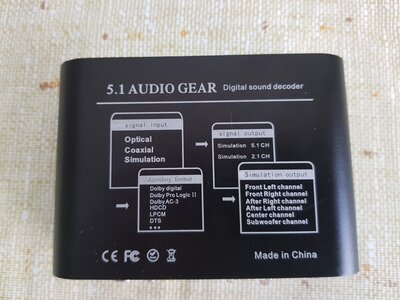 5.1 AUDIO GEAR Digital sound decoder
signal input
Optical
Coaxial
Simulation
signal output
Simulation 5.1 CH
Simulation 2.1 CH
decoding format
Dolby digital
Dolby Pro Logic II
Dolby AC-3
HDCD
LPCM
DTS
•••
Simulation output
Front Left channel
Front Right channel
After Right channel
After Left channel
Center channel
Subwoofer channel
CE FC
Made in China